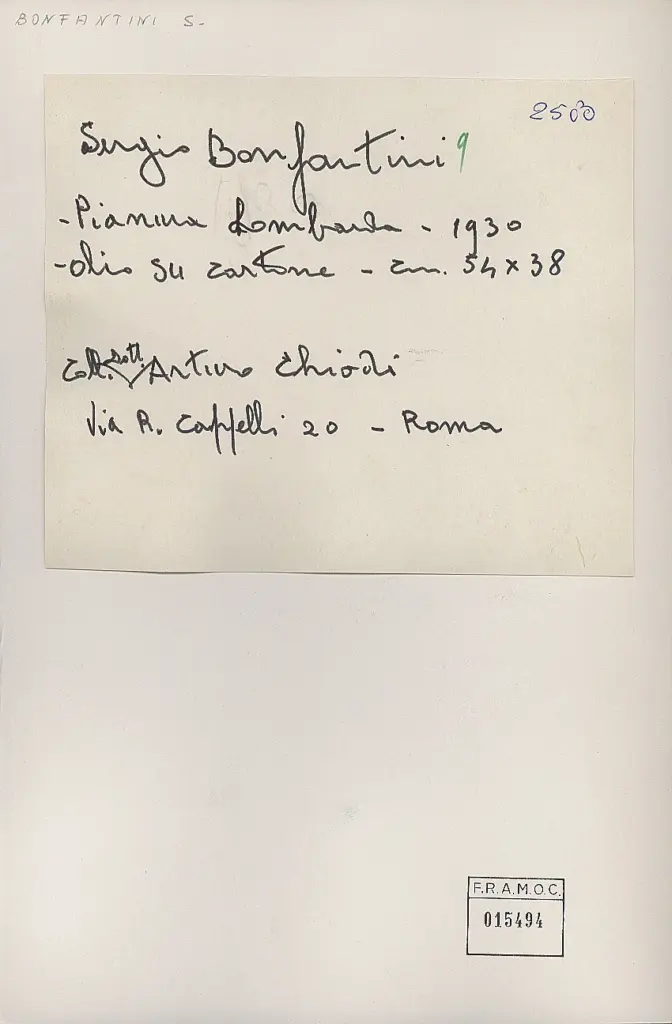 BONFANTINI S.
2500
Sergio Bonfantini 9
- Pianura Lombarda - 1930
- olio su cartone - cm. 54 x 38
Coll. dott. Arturo Chiodi
Via A. Cappelli 20 - Roma
F.R.A.M.O.C.
015494